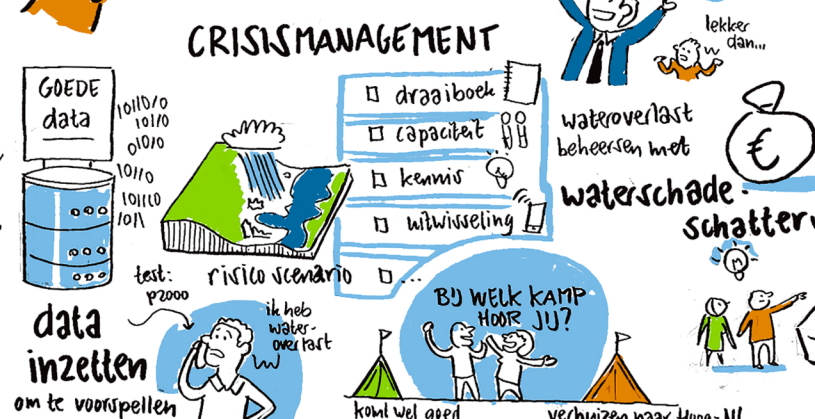 CRISISMANAGEMENT
lekker
dan...
GOEDE
data
10110/0
101/0
01010
10110
101110
1011
draaiboek
capaciteit
kennis
uitwisseling
...
wateroverlast
beheersen met
waterschade-
schatter
€
risico scenario
test:
p2000
ik heb
water-
overlast
data
inzetten
om te voorspellen
BIJ WELK KAMP
HOOR JIJ?
komt wel goed
verhuizen naar